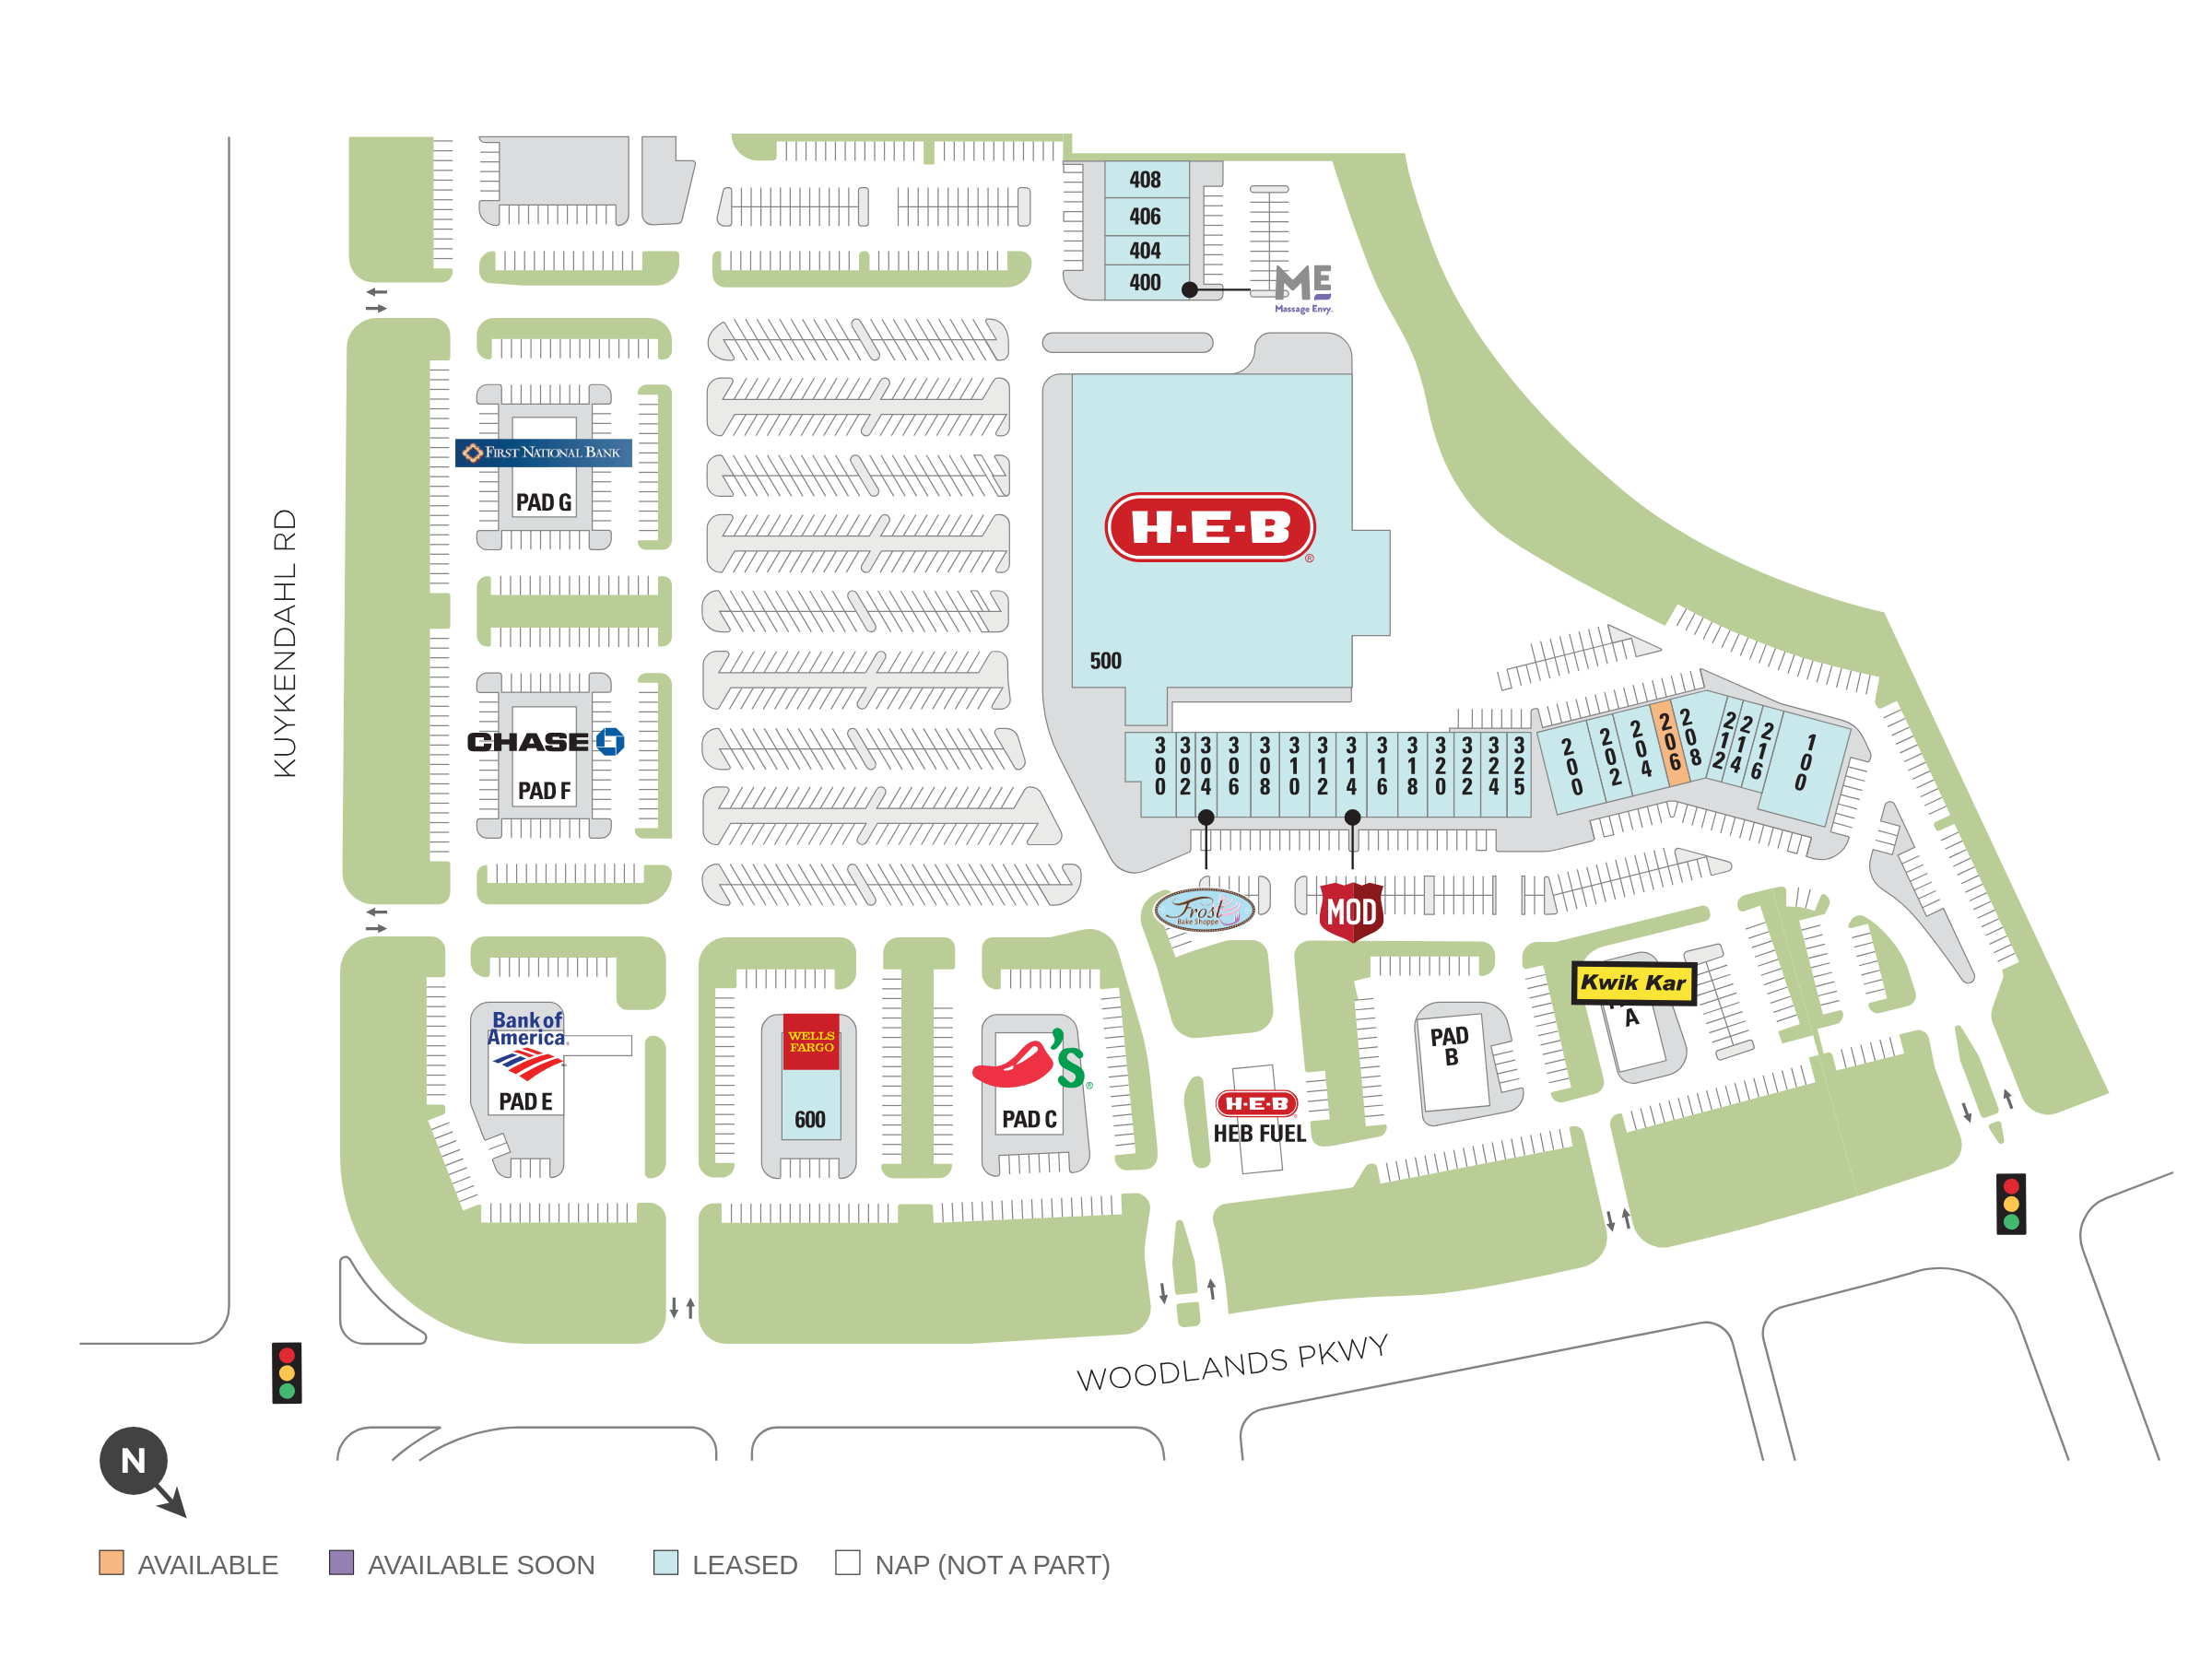 408
406
404
400
ME
Massage Envy.
KUYKENDAHL RD
FIRST NATIONAL BANK
PAD G
H-E-B
®
500
CHASE
PAD F
300
302
304
306
308
310
312
314
316
318
320
322
324
325
200
202
204
206
208
212
214
216
100
Frost
Bake Shoppe
MOD
Kwik Kar
A
PAD
B
Bank of
America
PAD E
WELLS
FARGO
600
'S
®
PAD C
H-E-B
HEB FUEL
WOODLANDS PKWY
N
AVAILABLE
AVAILABLE SOON
LEASED
NAP (NOT A PART)